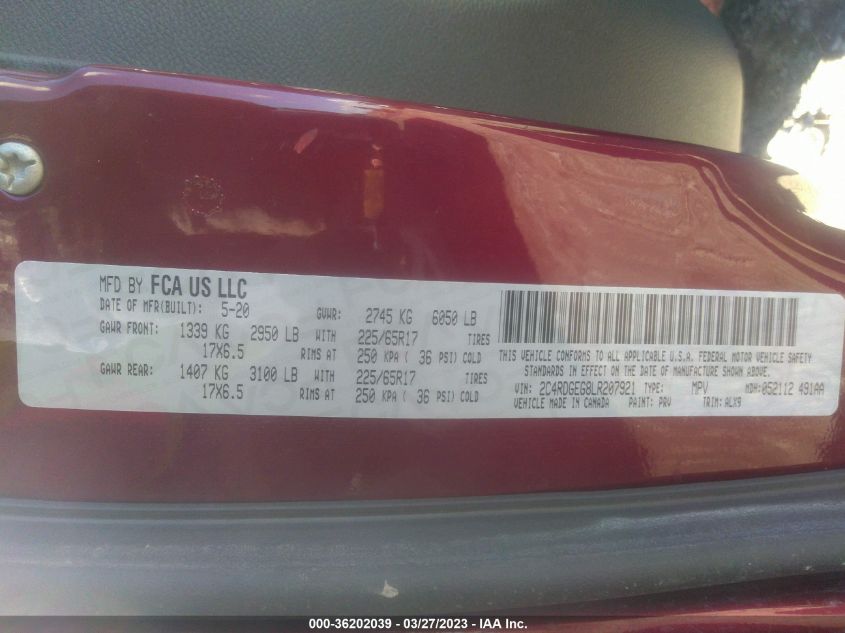 MFD BY FCA US LLC
DATE OF MFR(BUILT): 5-20 GVWR: 2745 KG 6050 LB
GAWR FRONT: 1339 KG 2950 LB WITH 225/65R17 TIRES
17X6.5 RIMS AT 250 KPA ( 36 PSI) COLD
GAWR REAR: 1407 KG 3100 LB WITH 225/65R17 TIRES
17X6.5 RIMS AT 250 KPA ( 36 PSI) COLD
THIS VEHICLE CONFORMS TO ALL APPLICABLE U.S.A. FEDERAL MOTOR VEHICLE SAFETY
STANDARDS IN EFFECT ON THE DATE OF MANUFACTURE SHOWN ABOVE.
VIN: 2C4RDGEG8LR207921 TYPE: MPV MDH:052112 491AA
VEHICLE MADE IN CANADA PAINT: PRV TRIM: ALX9
000-36202039 - 03/27/2023 - IAA Inc.